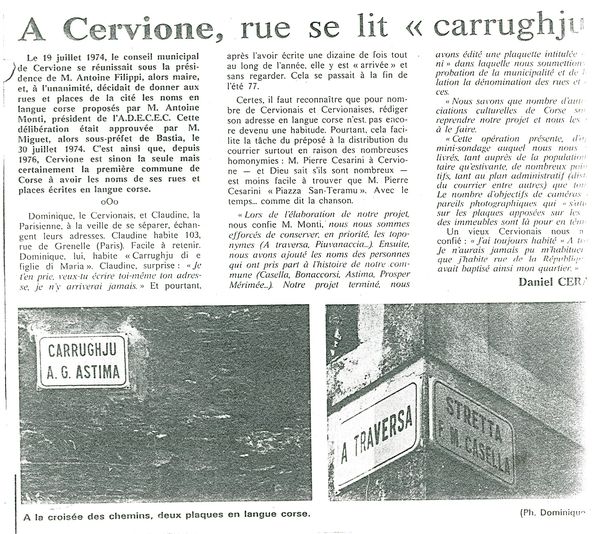 A Cervione, rue se lit « carrughju
Le 19 juillet 1974, le conseil municipal
de Cervione se réunissait sous la prési-
dence de M. Antoine Filippi, alors maire,
et, à l'unanimité, décidait de donner aux
rues et places de la cité les noms en
langue corse proposés par M. Antoine
Monti, président de l'A.D.E.C.E.C. Cette
délibération était approuvée par M.
Miguet, alors sous-préfet de Bastia, le
30 juillet 1974. C'est ainsi que, depuis
1976, Cervione est sinon la seule mais
certainement la première commune de
Corse à avoir les noms de ses rues et
places écrites en langue corse.
oOo
Dominique, le Cervionais, et Claudine, la
Parisienne, à la veille de se séparer, échan-
gent leurs adresses. Claudine habite 103,
rue de Grenelle (Paris). Facile à retenir.
Dominique, lui, habite « Carrughju di e
figlie di Maria ». Claudine, surprise : « Je
t'en prie, veux-tu écrire toi-même ton adres-
se, je n'y arriverai jamais ». Et pourtant,
après l'avoir écrite une dizaine de fois tout
au long de l'année, elle y est « arrivée » et
sans regarder. Cela se passait à la fin de
l'été 77.
Certes, il faut reconnaître que pour nom-
bre de Cervionais et Cervionaises, rédiger
son adresse en langue corse n'est pas enco-
re devenu une habitude. Pourtant, cela faci-
lite la tâche du préposé à la distribution du
courrier surtout en raison des nombreuses
homonymies : M. Pierre Cesarini à Cervio-
ne — et Dieu sait s'ils sont nombreux —
est moins facile à trouver que M. Pierre
Cesarini « Piazza San-Teramu ». Avec le
temps... comme dit la chanson.
« Lors de l'élaboration de notre projet,
nous confie M. Monti, nous nous sommes
efforcés de conserver, en priorité, les topo-
nymes (A traversa, Piuvanaccia...). Ensuite,
nous avons ajouté les noms des personnes
qui ont pris part à l'histoire de notre com-
mune (Casella, Bonaccorsi, Astima, Prosper
Mérimée..). Notre projet terminé, nous
avons édité une plaquette intitulée
ni » dans laquelle nous soumettion
probation de la municipalité et de l
lation la dénomination des rues et
ces.
« Nous savons que nombre d'
ciations culturelles de Corse so
reprendre notre projet et nous les
à le faire.
« Cette opération présente, d'
mini-sondage auquel nous nous
livrés, tant auprès de la population
taire qu'estivante, de nombreux poin
tifs, tant au plan administratif (dist
du courrier entre autres) que to
Le nombre d'objectifs de caméras
pareils photographiques qui « s'att
sur les plaques apposées sur les
des immeubles sont là pour en tém
Un vieux Cervionais nous
confié : « J'ai toujours habité « A t
Je n'aurais jamais pu m'habituer
que j'habite rue de la Républiq
avait baptisé ainsi mon quartier. »
Daniel CER
CARRUGHJU
A. G. ASTIMA
A TRAVERSA
STRETTA
F. M. CASELLA
A la croisée des chemins, deux plaques en langue corse.
(Ph. Dominique